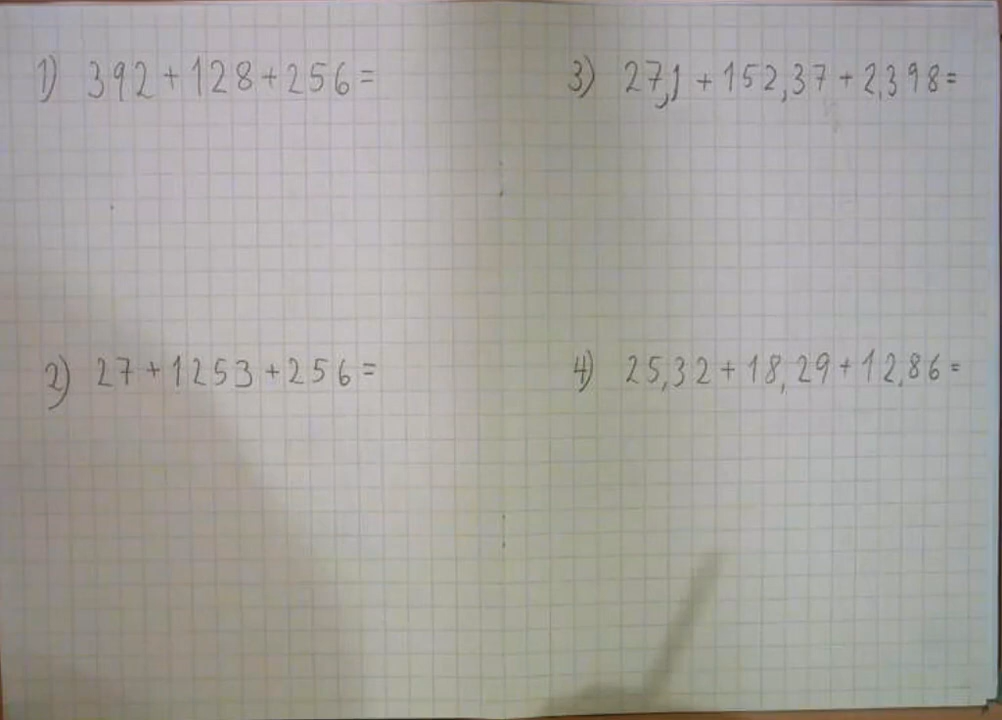 1) 392+128+256=
2) 27+1253+256=
3) 27,1+152,37+2,398=
4) 25,32+18,29+12,86=